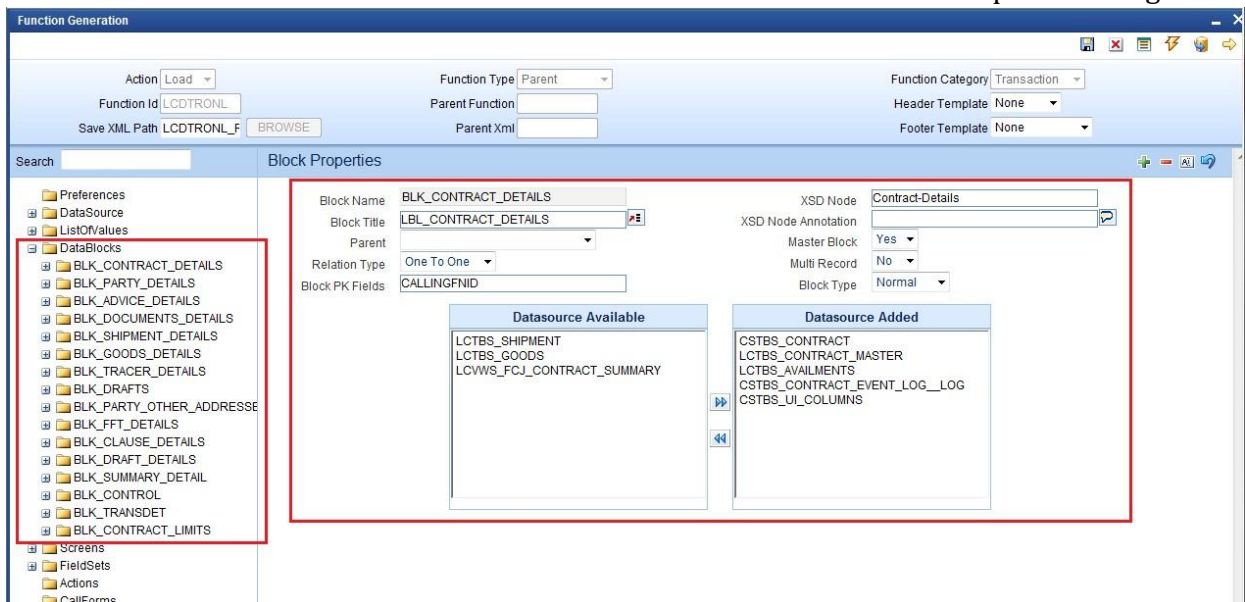 Function Generation
Action Load
Function Type Parent
Function Category Transaction
Function Id LCDTRONL
Parent Function
Header Template None
Save XML Path LCDTRONL_F BROWSE
Parent Xml
Footer Template None
Search
Block Properties
Preferences
DataSource
ListOfValues
DataBlocks
BLK_CONTRACT_DETAILS
BLK_PARTY_DETAILS
BLK_ADVICE_DETAILS
BLK_DOCUMENTS_DETAILS
BLK_SHIPMENT_DETAILS
BLK_GOODS_DETAILS
BLK_TRACER_DETAILS
BLK_DRAFTS
BLK_PARTY_OTHER_ADDRESSE
BLK_FFT_DETAILS
BLK_CLAUSE_DETAILS
BLK_DRAFT_DETAILS
BLK_SUMMARY_DETAIL
BLK_CONTROL
BLK_TRANSDET
BLK_CONTRACT_LIMITS
Screens
FieldSets
Actions
CallForms
Block Name BLK_CONTRACT_DETAILS
XSD Node Contract-Details
Block Title LBL_CONTRACT_DETAILS
XSD Node Annotation
Parent
Master Block Yes
Relation Type One To One
Multi Record No
Block PK Fields CALLINGFNID
Block Type Normal
Datasource Available
LCTBS_SHIPMENT
LCTBS_GOODS
LCVWS_FCJ_CONTRACT_SUMMARY
Datasource Added
CSTBS_CONTRACT
LCTBS_CONTRACT_MASTER
LCTBS_AVAILMENTS
CSTBS_CONTRACT_EVENT_LOG__LOG
CSTBS_UI_COLUMNS